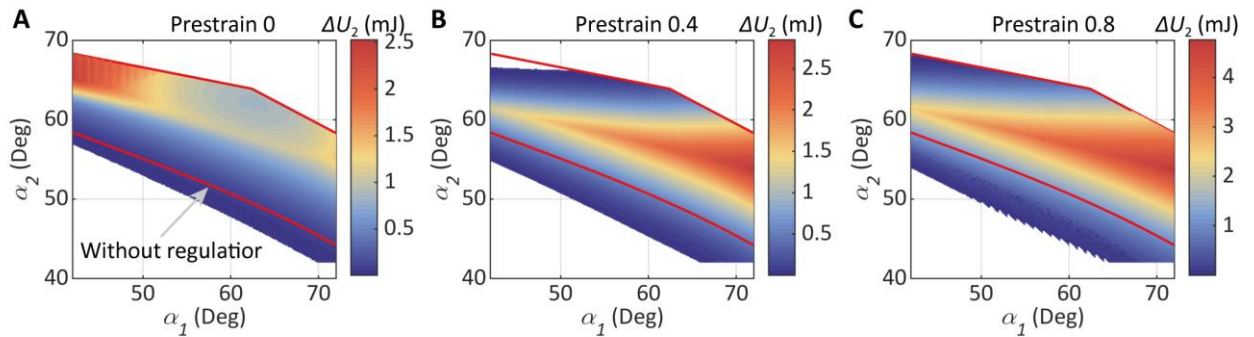 A Prestrain 0 ΔU2 (mJ)
70
60
50
40
α2 (Deg)
50 60 70
α1 (Deg)
2.5
2
1.5
1
0.5
Without regulatior
B Prestrain 0.4 ΔU2 (mJ)
70
60
50
40
α2 (Deg)
50 60 70
α1 (Deg)
2.5
2
1.5
1
0.5
C Prestrain 0.8 ΔU2 (mJ)
70
60
50
40
α2 (Deg)
50 60 70
α1 (Deg)
4
3
2
1